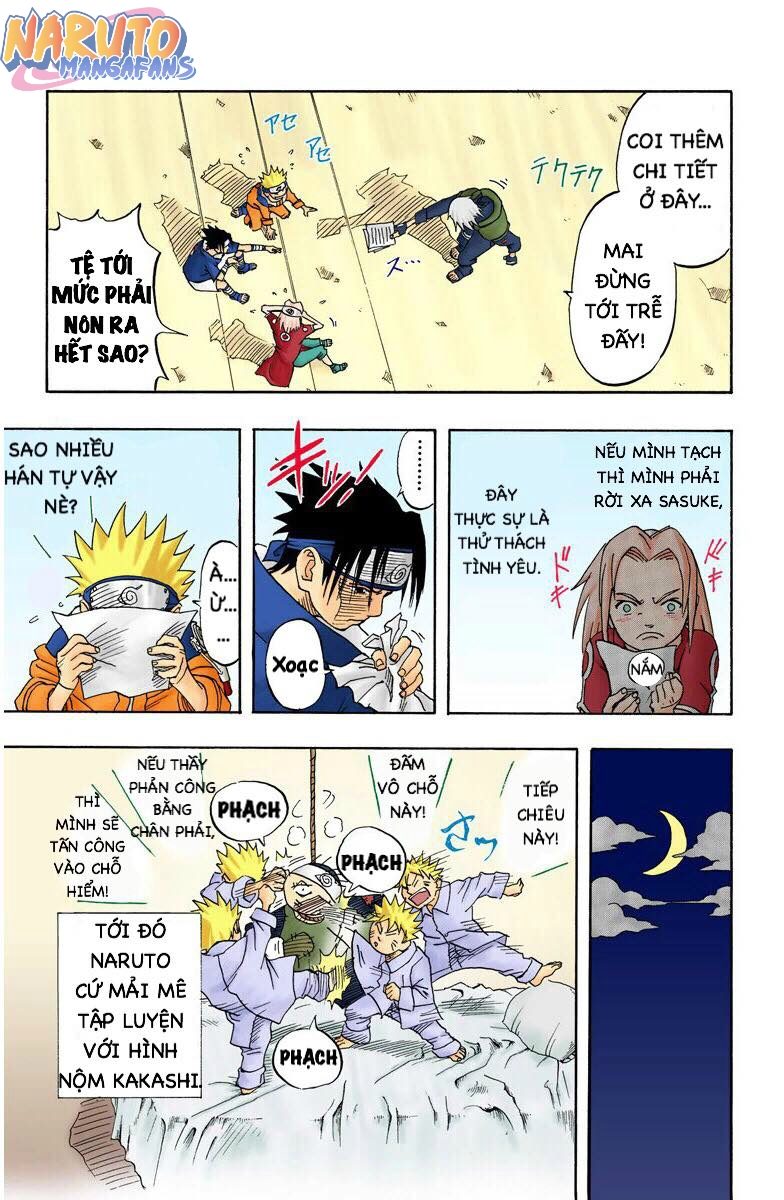 NARUTO
MANGAFANS
COI THÊM
CHI TIẾT
Ở ĐÂY...
MAI
ĐỪNG
TỚI TRỄ
ĐẤY!
テクテク
ス…
アセ
アセ
TỆ TỚI
MỨC PHẢI
NÔN RA
HẾT SAO?
NẾU MÌNH TẠCH
THÌ MÌNH PHẢI
RỜI XA SASUKE,
ĐÂY
THỰC SỰ LÀ
THỬ THÁCH
TÌNH YÊU.
ドキ
ドキ
NẮM
.........
Xoạc
SAO NHIỀU
HÁN TỰ VẬY
NÈ?
À...
Ừ...
...
TIẾP
CHIÊU
NÀY!
ĐẤM
VÔ CHỖ
NÀY!
NẾU THẦY
PHẢN CÔNG
BẰNG
CHÂN PHẢI,
THÌ
MÌNH SẼ
TẤN CÔNG
VÀO CHỖ
HIỂM!
PHẠCH
PHẠCH
PHẠCH
TỚI ĐÓ
NARUTO
CỨ MẢI MÊ
TẬP LUYỆN
VỚI HÌNH
NỘM KAKASHI.